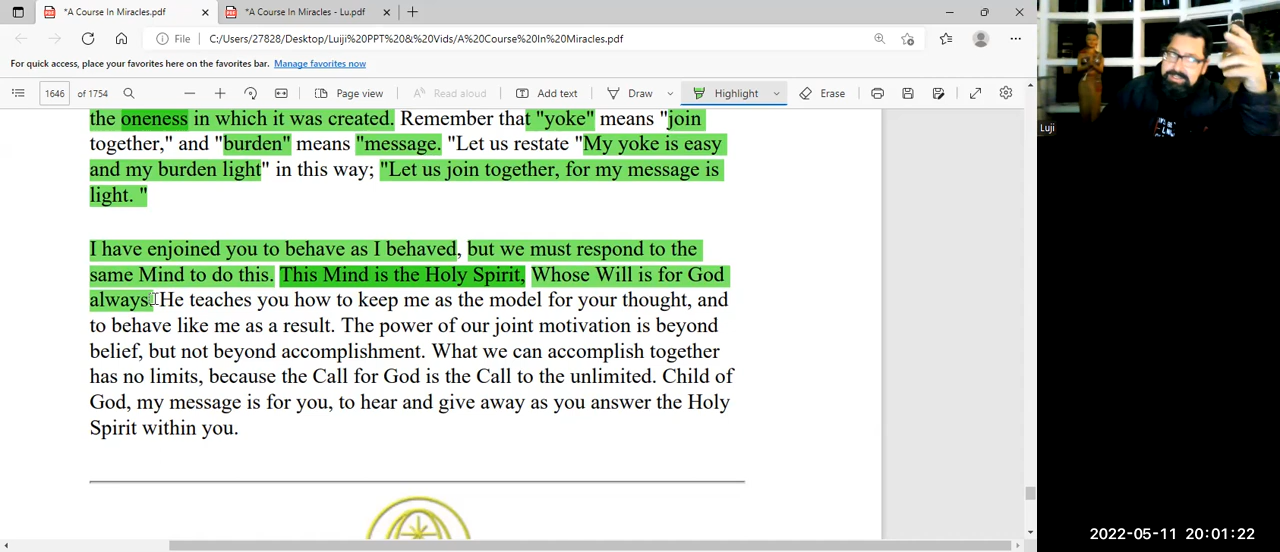 *A Course In Miracles.pdf
*A Course In Miracles - Lu.pdf
File
C:/Users/27828/Desktop/Luiji%20PPT%20&%20Vids/A%20Course%20In%20Miracles.pdf
For quick access, place your favorites here on the favorites bar. Manage favorites now
1646 of 1754
Page view
Read aloud
Add text
Draw
Highlight
Erase
the oneness in which it was created. Remember that "yoke" means "join
together," and "burden" means "message. "Let us restate "My yoke is easy
and my burden light" in this way; "Let us join together, for my message is
light. "
I have enjoined you to behave as I behaved, but we must respond to the
same Mind to do this. This Mind is the Holy Spirit, Whose Will is for God
always. He teaches you how to keep me as the model for your thought, and
to behave like me as a result. The power of our joint motivation is beyond
belief, but not beyond accomplishment. What we can accomplish together
has no limits, because the Call for God is the Call to the unlimited. Child of
God, my message is for you, to hear and give away as you answer the Holy
Spirit within you.
Luji
2022-05-11 20:01:22